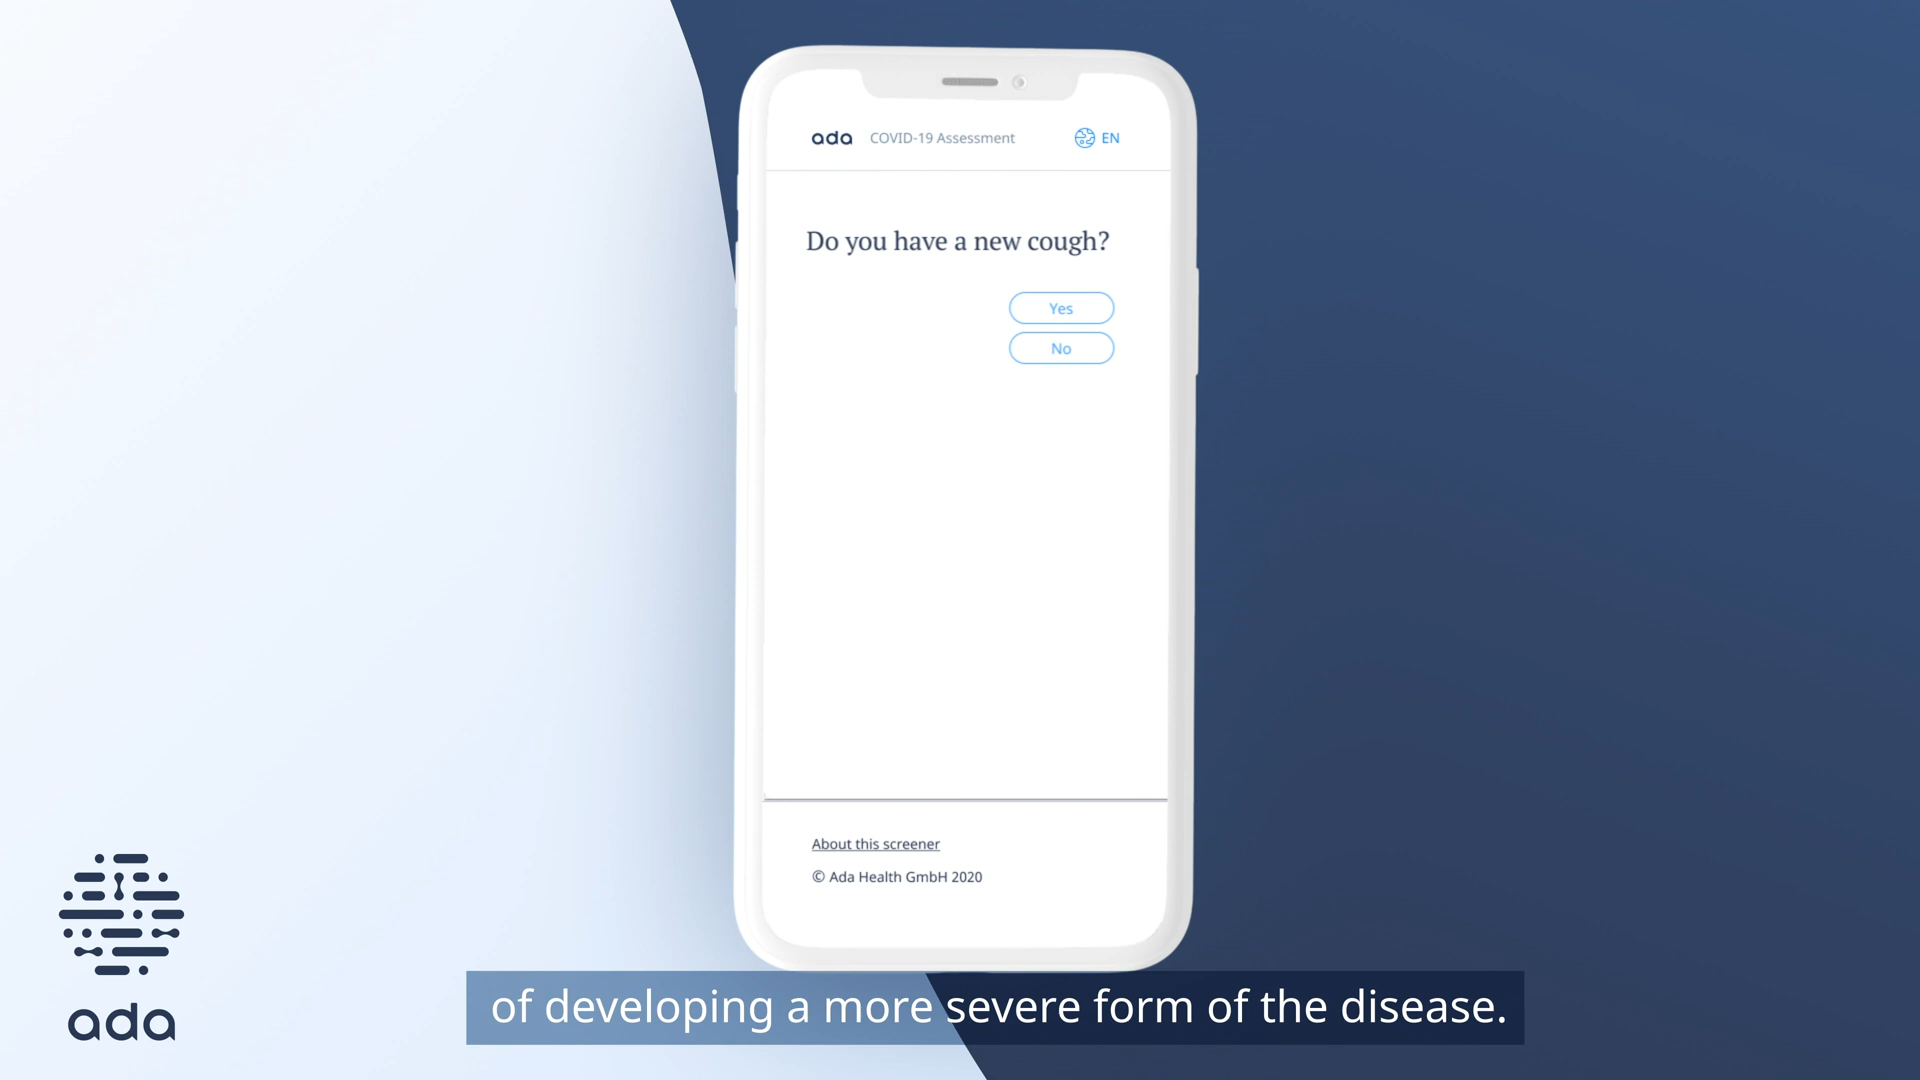 ada COVID-19 Assessment EN
Do you have a new cough?
Yes
No
About this screener
© Ada Health GmbH 2020
ada
of developing a more severe form of the disease.